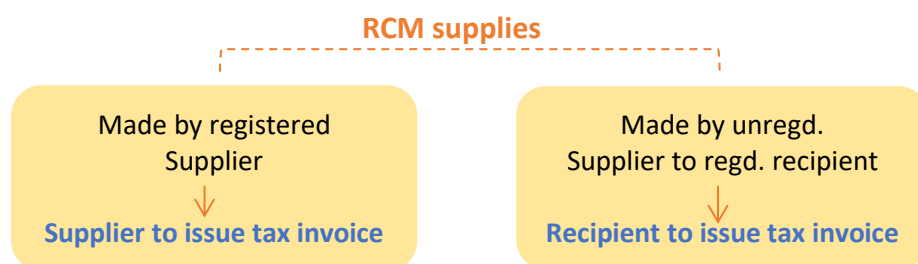 RCM supplies
Made by registered
Supplier
Supplier to issue tax invoice
Made by unregd.
Supplier to regd. recipient
Recipient to issue tax invoice